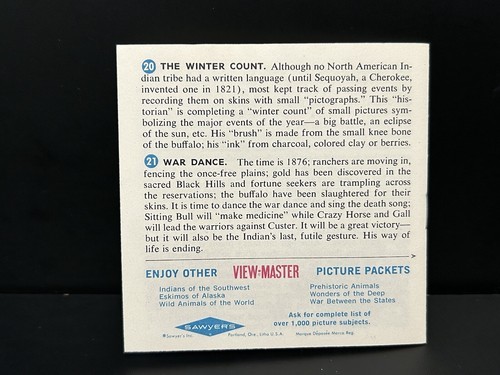 20 THE WINTER COUNT. Although no North American In-
dian tribe had a written language (until Sequoyah, a Cherokee,
invented one in 1821), most kept track of passing events by
recording them on skins with small "pictographs." This "his-
torian" is completing a "winter count" of small pictures sym-
bolizing the major events of the year—a big battle, an eclipse
of the sun, etc. His "brush" is made from the small knee bone
of the buffalo; his "ink" from charcoal, colored clay or berries.
21 WAR DANCE. The time is 1876; ranchers are moving in,
fencing the once-free plains; gold has been discovered in the
sacred Black Hills and fortune seekers are trampling across
the reservations; the buffalo have been slaughtered for their
skins. It is time to dance the war dance and sing the death song;
Sitting Bull will "make medicine" while Crazy Horse and Gall
will lead the warriors against Custer. It will be a great victory—
but it will also be the Indian's last, futile gesture. His way of
life is ending.
ENJOY OTHER VIEW-MASTER PICTURE PACKETS
Indians of the Southwest
Eskimos of Alaska
Wild Animals of the World
Prehistoric Animals
Wonders of the Deep
War Between the States
SAWYERS
Ask for complete list of
over 1,000 picture subjects.
©Sawyer's Inc. Portland, Ore., Litho U.S.A. Marque Déposée Marca Reg.